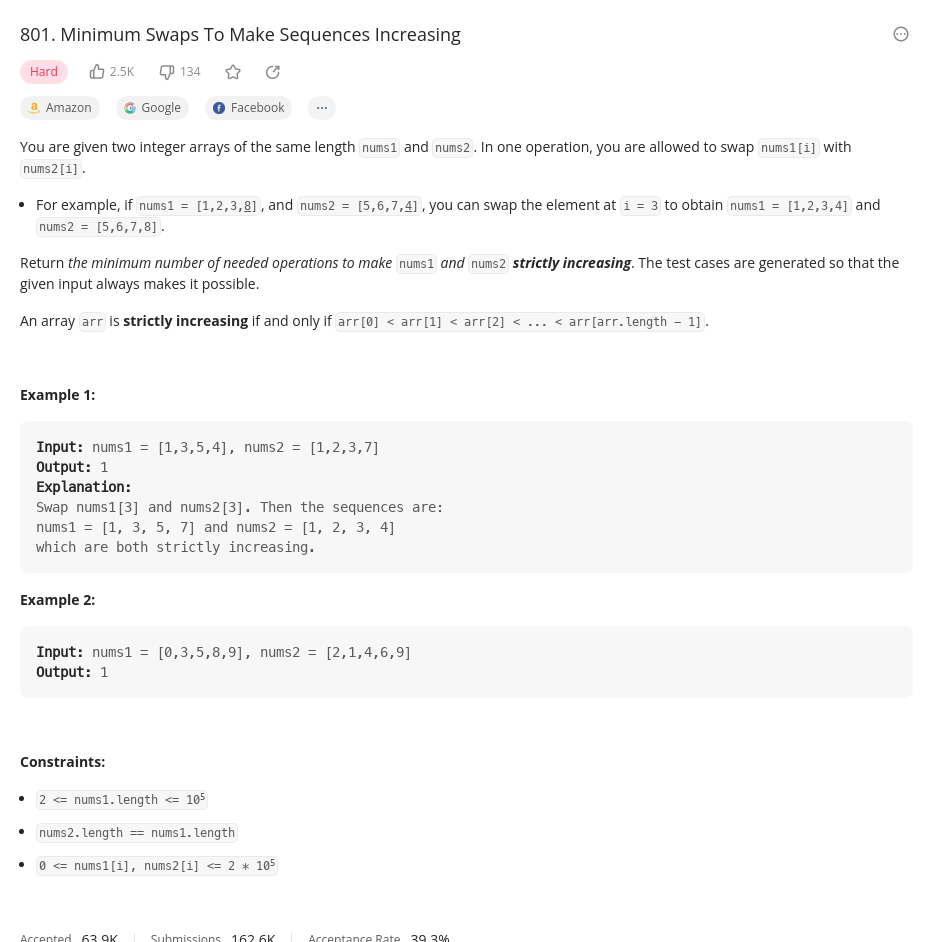 801. Minimum Swaps To Make Sequences Increasing
Hard 2.5K 134
Amazon Google Facebook ...
You are given two integer arrays of the same length nums1 and nums2. In one operation, you are allowed to swap nums1[i] with
nums2[i].
• For example, if nums1 = [1,2,3,8], and nums2 = [5,6,7,4], you can swap the element at i = 3 to obtain nums1 = [1,2,3,4] and
nums2 = [5,6,7,8].
Return the minimum number of needed operations to make nums1 and nums2 strictly increasing. The test cases are generated so that the
given input always makes it possible.
An array arr is strictly increasing if and only if arr[0] < arr[1] < arr[2] < ... < arr[arr.length - 1].
Example 1:
Input: nums1 = [1,3,5,4], nums2 = [1,2,3,7]
Output: 1
Explanation:
Swap nums1[3] and nums2[3]. Then the sequences are:
nums1 = [1, 3, 5, 7] and nums2 = [1, 2, 3, 4]
which are both strictly increasing.
Example 2:
Input: nums1 = [0,3,5,8,9], nums2 = [2,1,4,6,9]
Output: 1
Constraints:
• 2 <= nums1.length <= 10⁵
• nums2.length == nums1.length
• 0 <= nums1[i], nums2[i] <= 2 * 10⁵
Accepted 63.9K Submissions 162.6K Acceptance Rate 39.3%